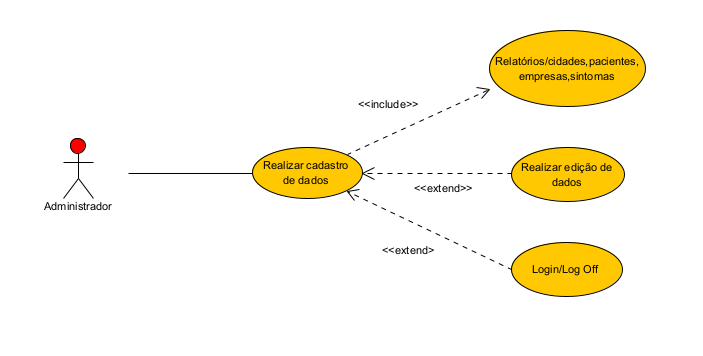 Relatórios/cidades,pacientes,
empresas,sintomas
<<include>>
Realizar cadastro
de dados
Realizar edição de
dados
<<extend>>
Administrador
<<extend>
Login/Log Off